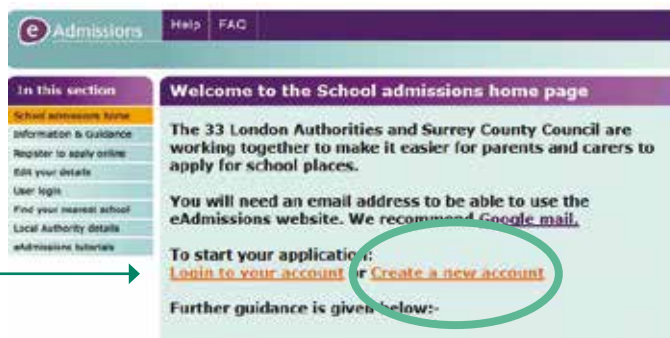 e Admissions
Help FAQ
In this section
School admissions home
Information & Guidance
Register to apply online
Edit your details
User login
Find your nearest school
Local Authority details
eAdmissions tutorials
Welcome to the School admissions home page
The 33 London Authorities and Surrey County Council are
working together to make it easier for parents and carers to
apply for school places.
You will need an email address to be able to use the
eAdmissions website. We recommend Google mail.
To start your application:
Login to your account or Create a new account
Further guidance is given below:-